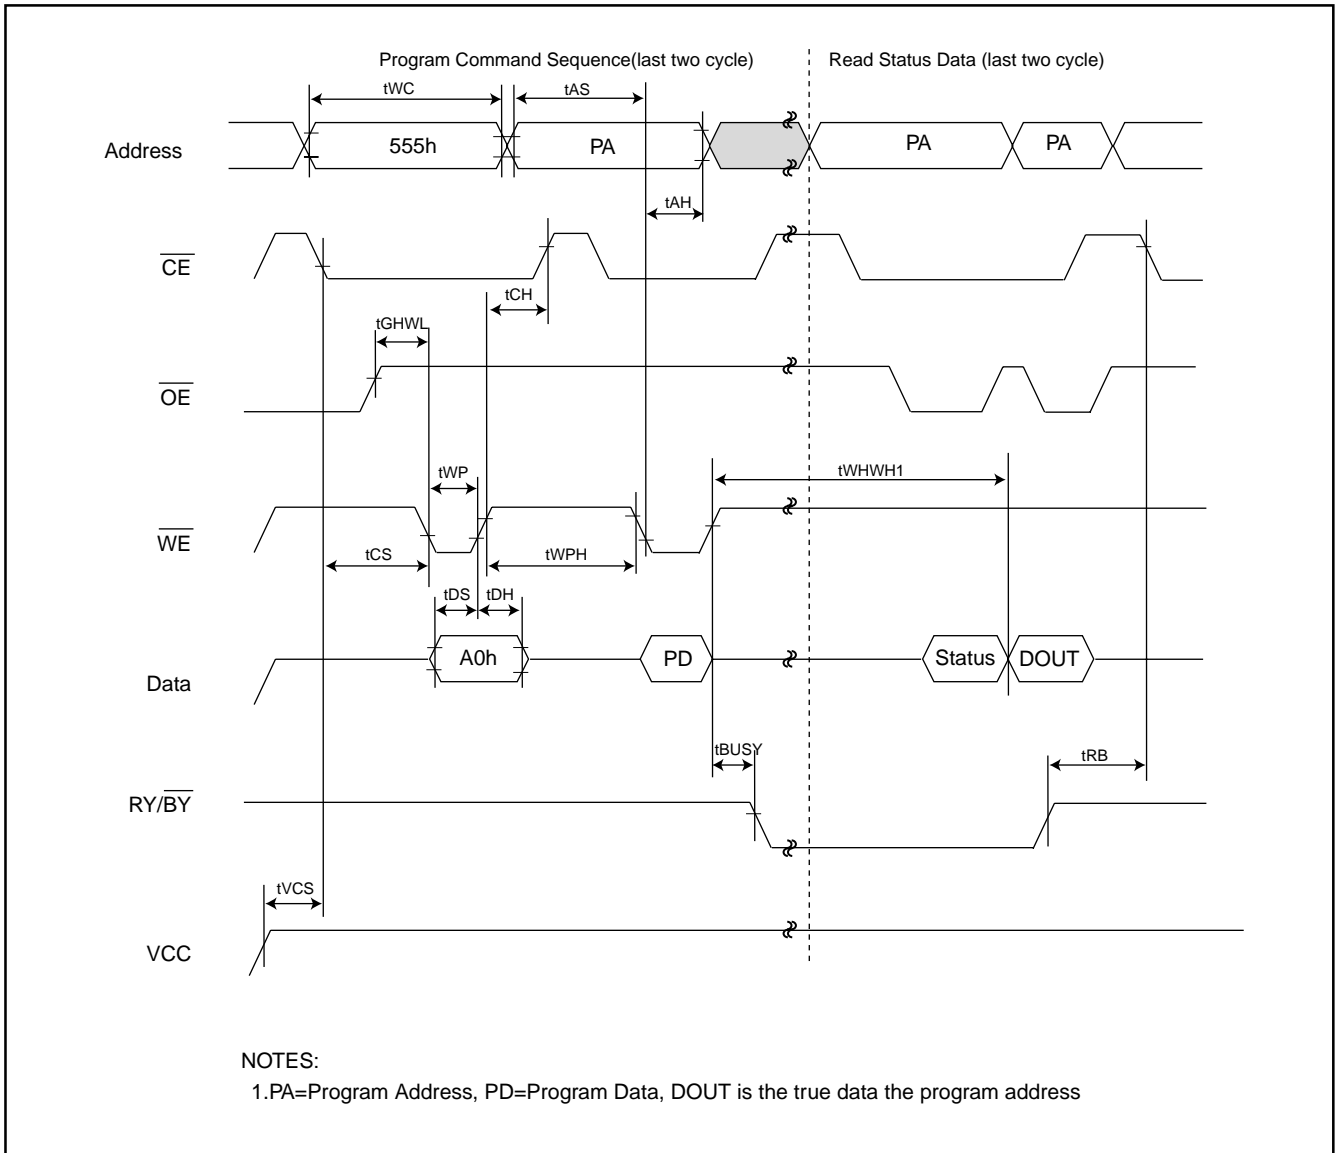 Program Command Sequence(last two cycle) Read Status Data (last two cycle)
tWC tAS
Address 555h PA PA PA
tAH
CE
tCH
tGHWL
OE
tWP tWHWH1
WE
tCS tWPH
tDS tDH
Data A0h PD Status DOUT
tBUSY tRB
RY/BY
tVCS
VCC
NOTES:
1.PA=Program Address, PD=Program Data, DOUT is the true data the program address